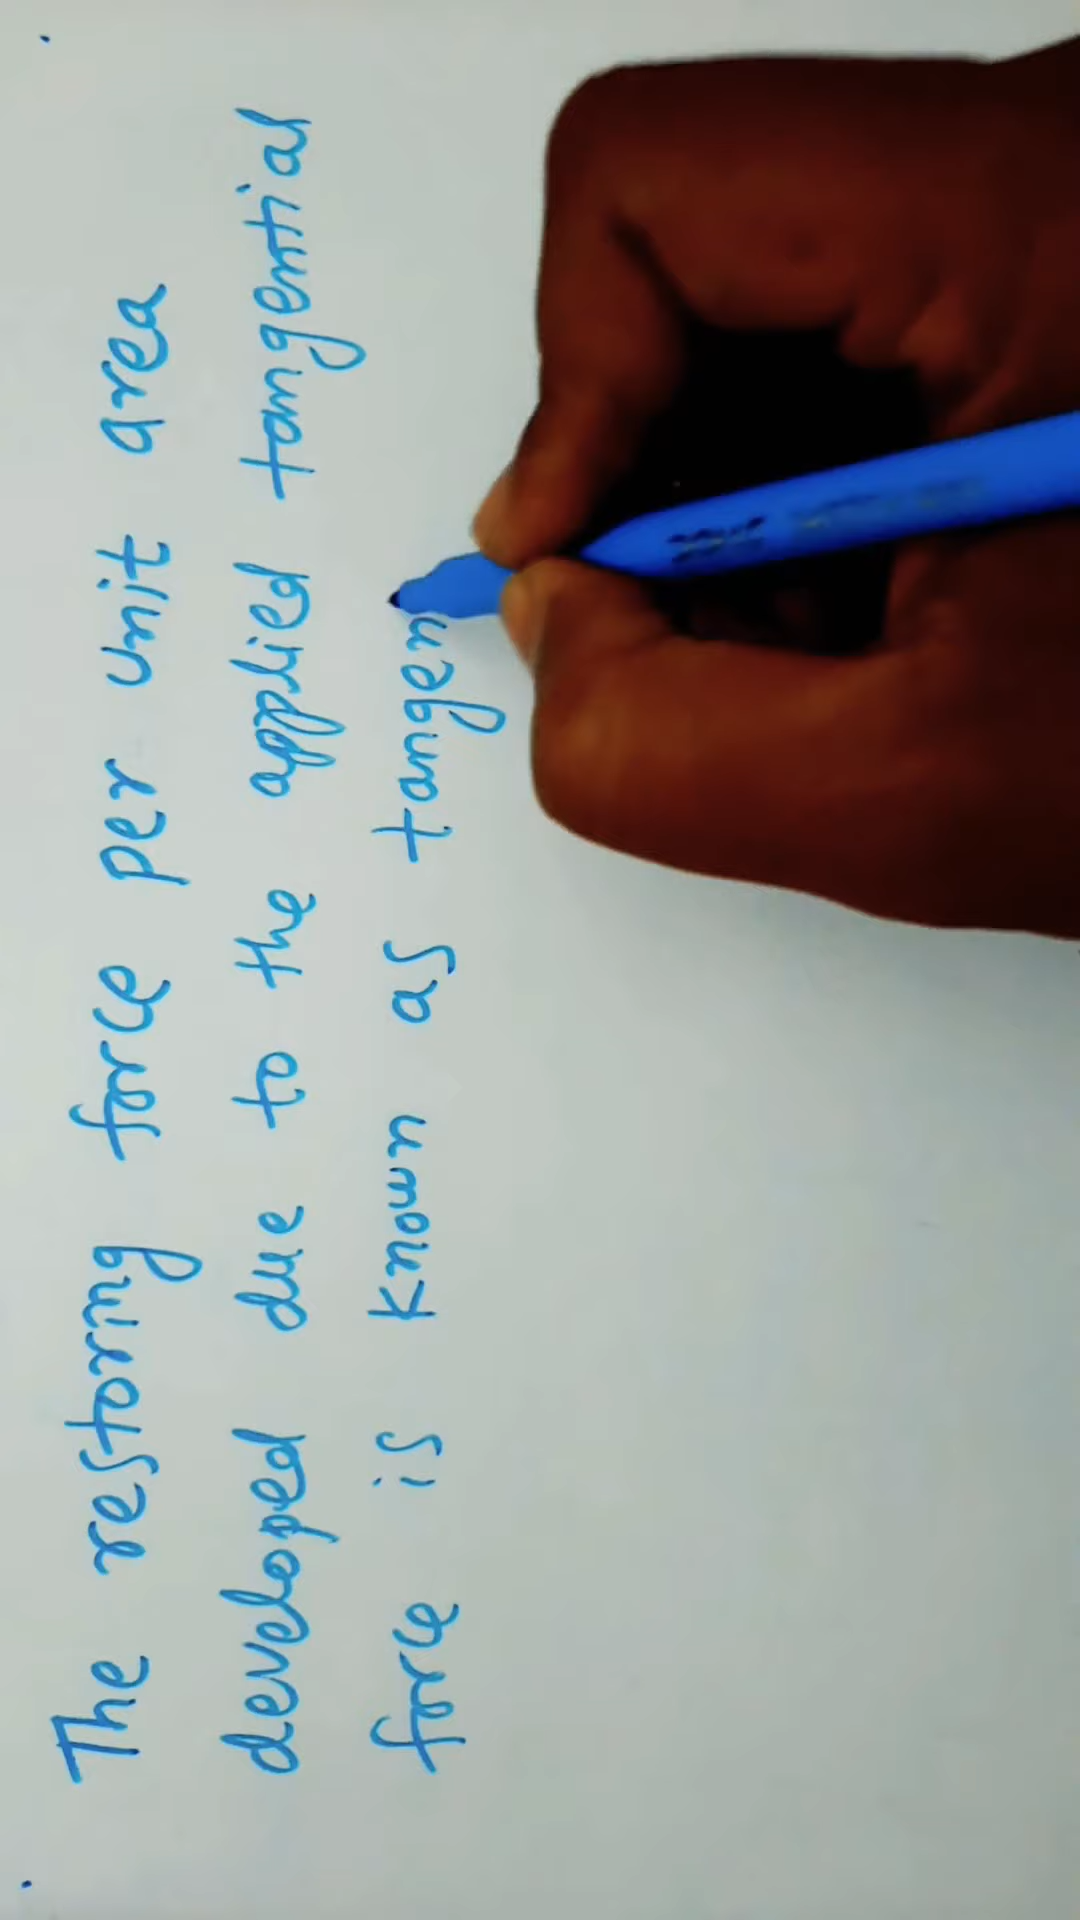 The restoring force per unit area
developed due to the applied tangential
force is known as tangen